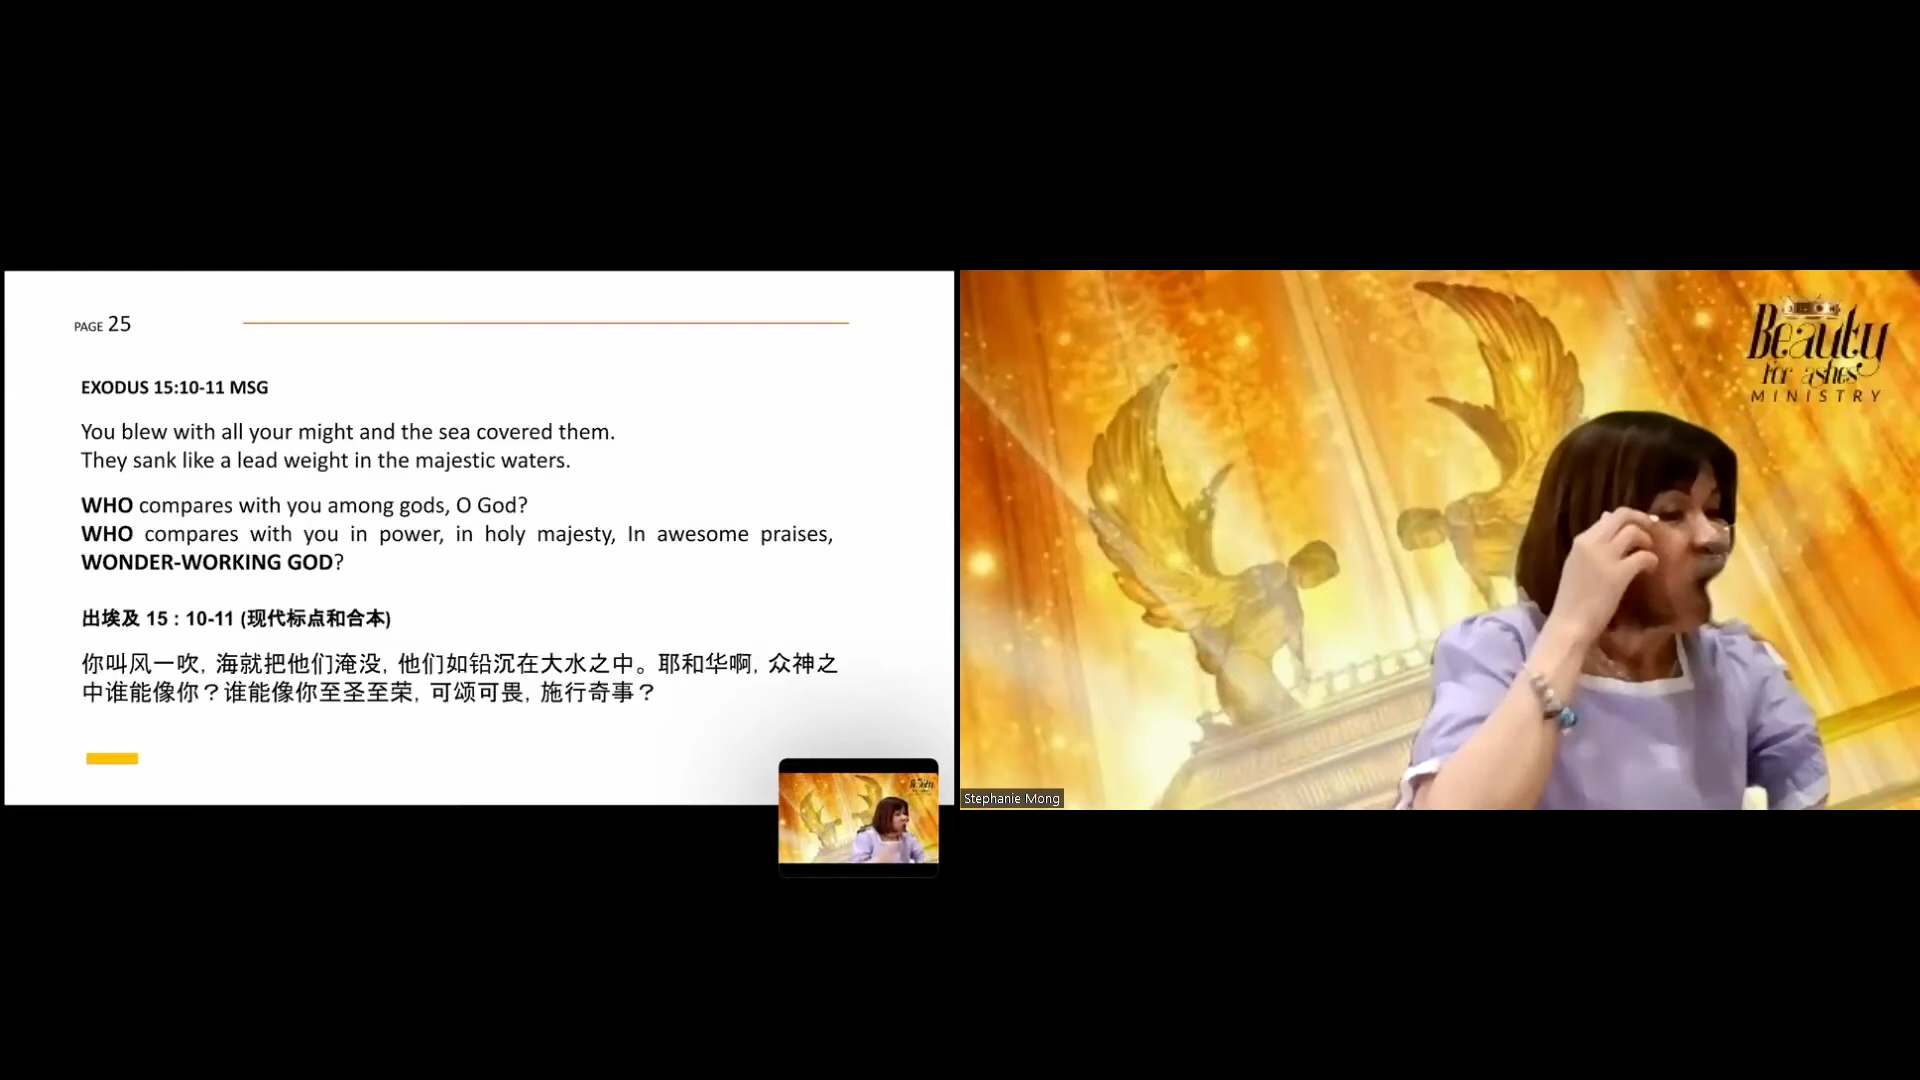 PAGE 25
EXODUS 15:10-11 MSG
You blew with all your might and the sea covered them.
They sank like a lead weight in the majestic waters.
WHO compares with you among gods, O God?
WHO compares with you in power, in holy majesty, In awesome praises,
WONDER-WORKING GOD?
出埃及 15 : 10-11 (现代标点和合本)
你叫风一吹, 海就把他们淹没, 他们如铅沉在大水之中。耶和华啊, 众神之
中谁能像你？谁能像你至圣至荣, 可颂可畏, 施行奇事？
Beauty
For ashes
MINISTRY
Stephanie Mong